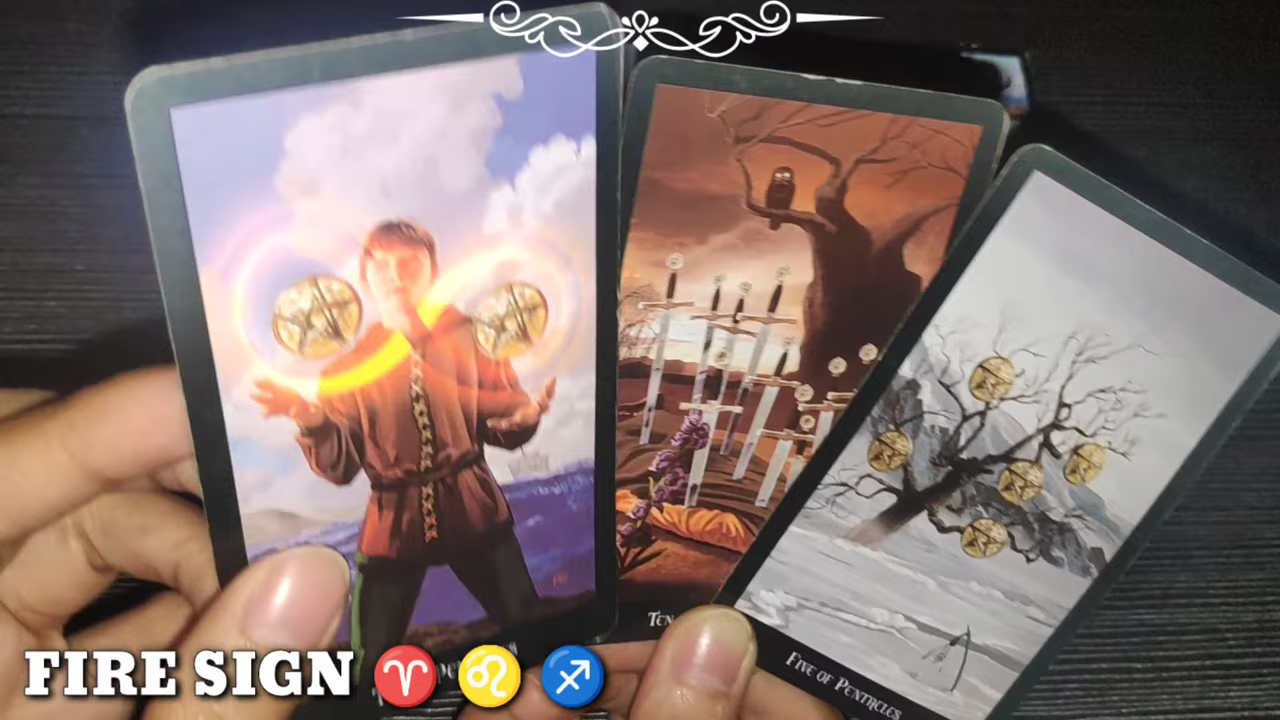 TEN
FIVE OF PENTACLES
FIRE SIGN ♈ ♌ ♐